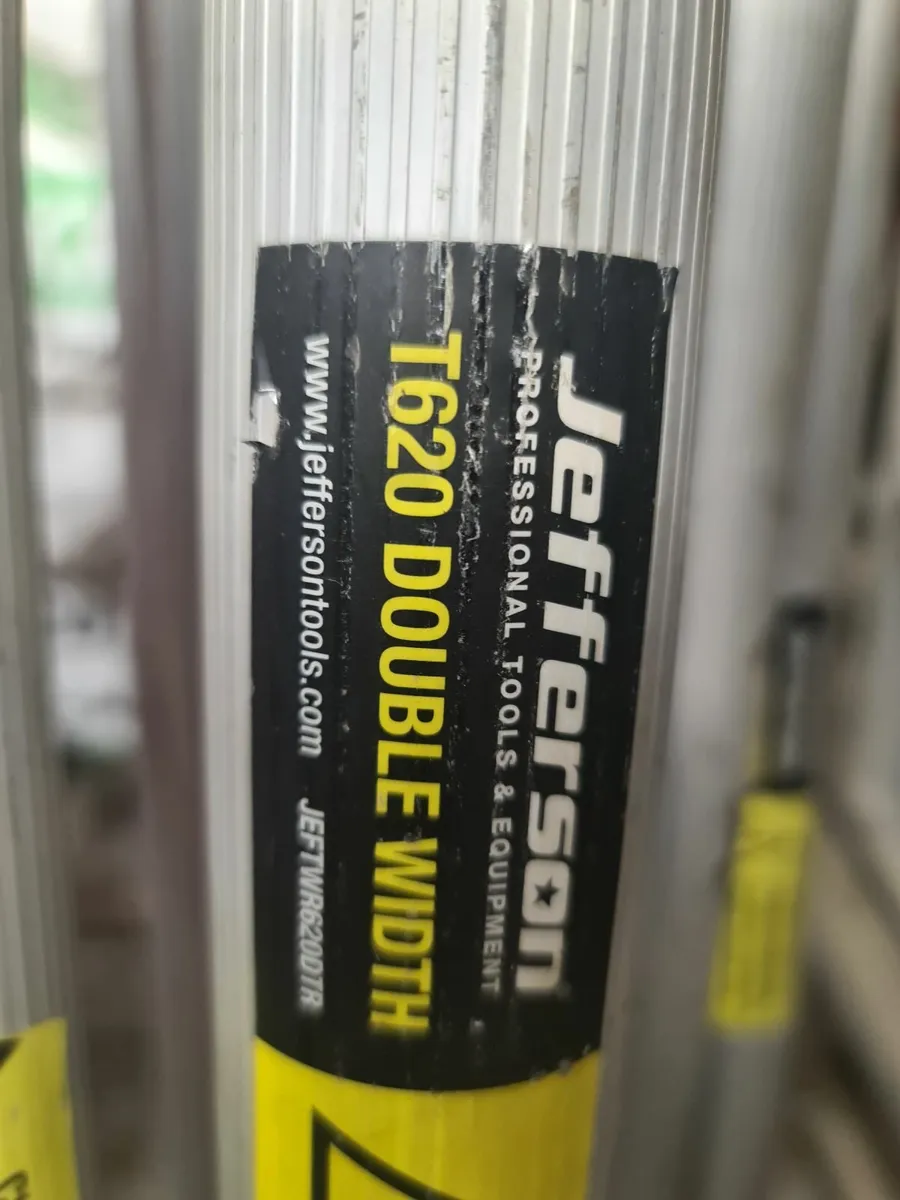 Jefferson
PROFESSIONAL TOOLS & EQUIPMENT
T620 DOUBLE WIDTH
www.jeffersontools.com JEFTWR620DTR